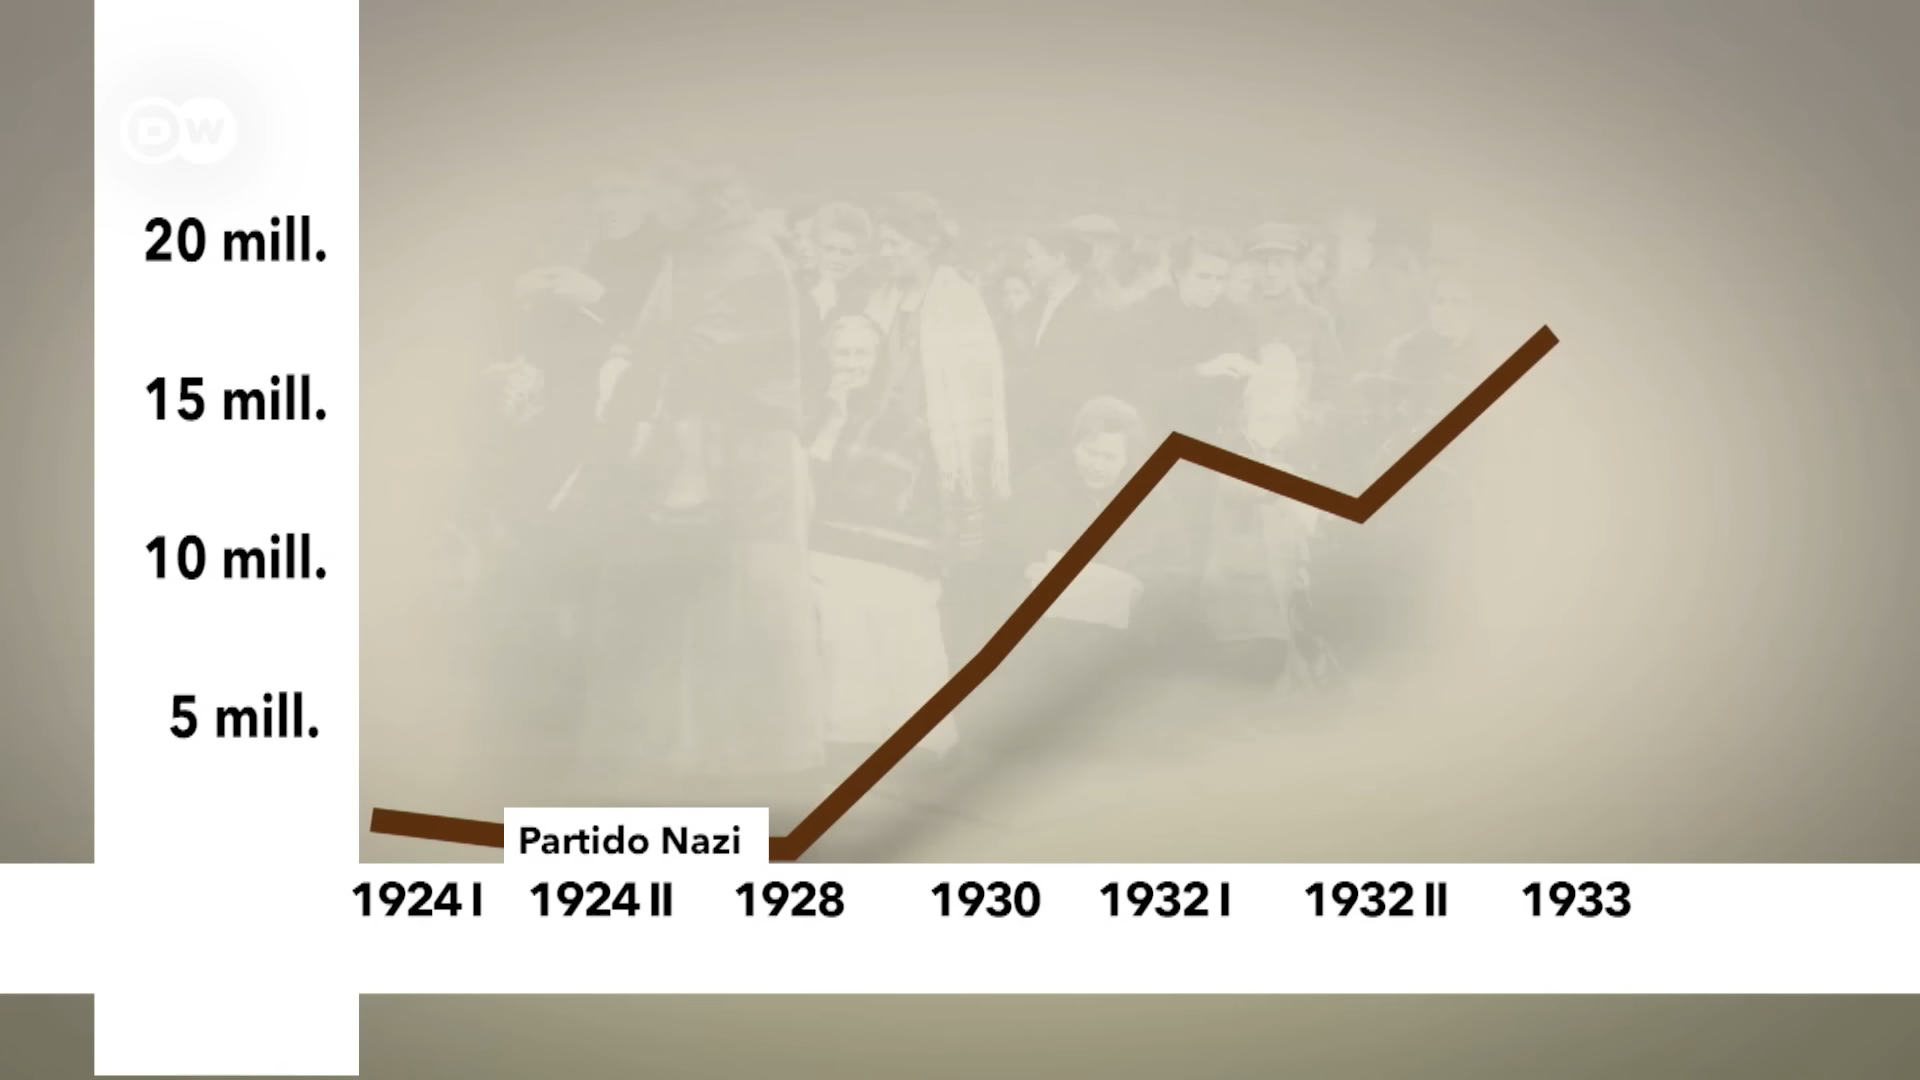 DW
20 mill.
15 mill.
10 mill.
5 mill.
Partido Nazi
1924 I 1924 II 1928 1930 1932 I 1932 II 1933